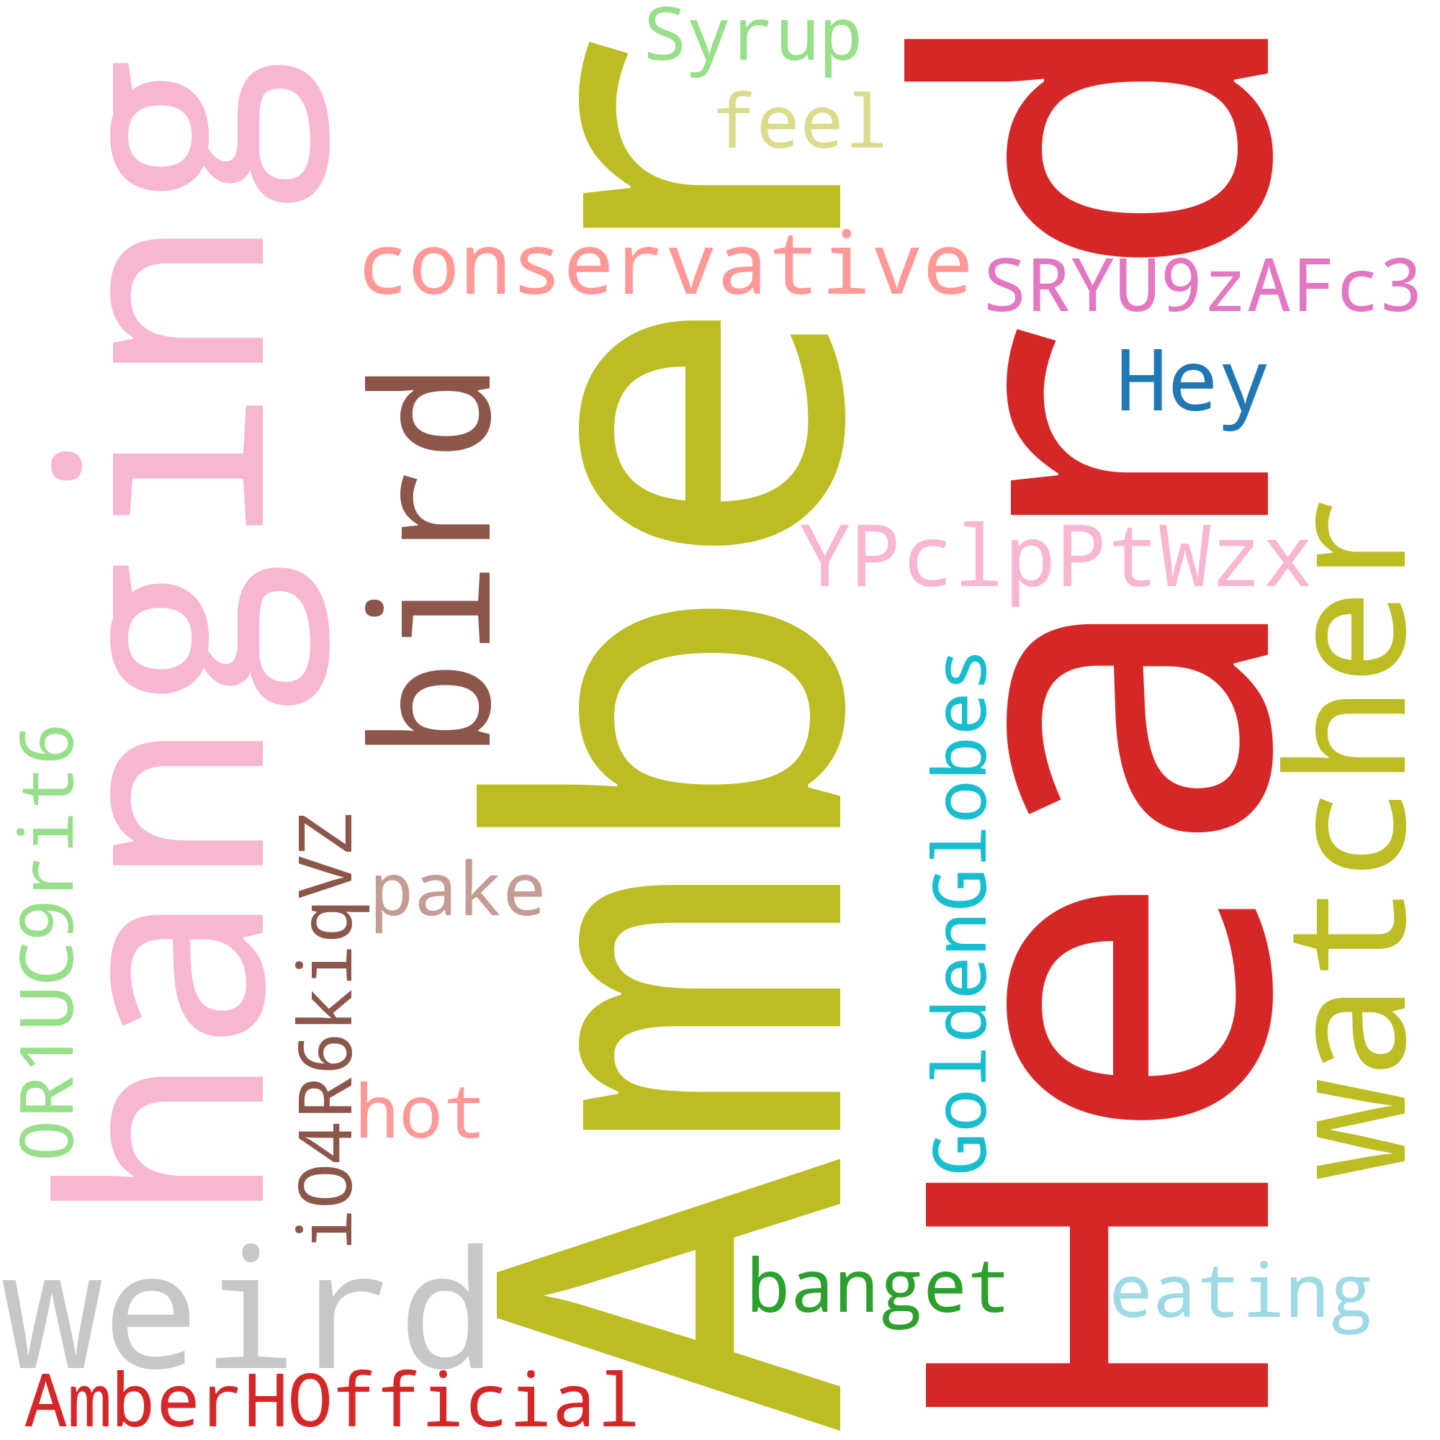 Syrup
feel
conservative
SRYU9zAFc3
Hey
YPclpPtWzx
hanging
bird
Amber
Heard
watcher
GoldenGlobes
0R1UC9rit6
iO4R6kiqVZ
pake
hot
weird
banget
eating
AmberHOfficial